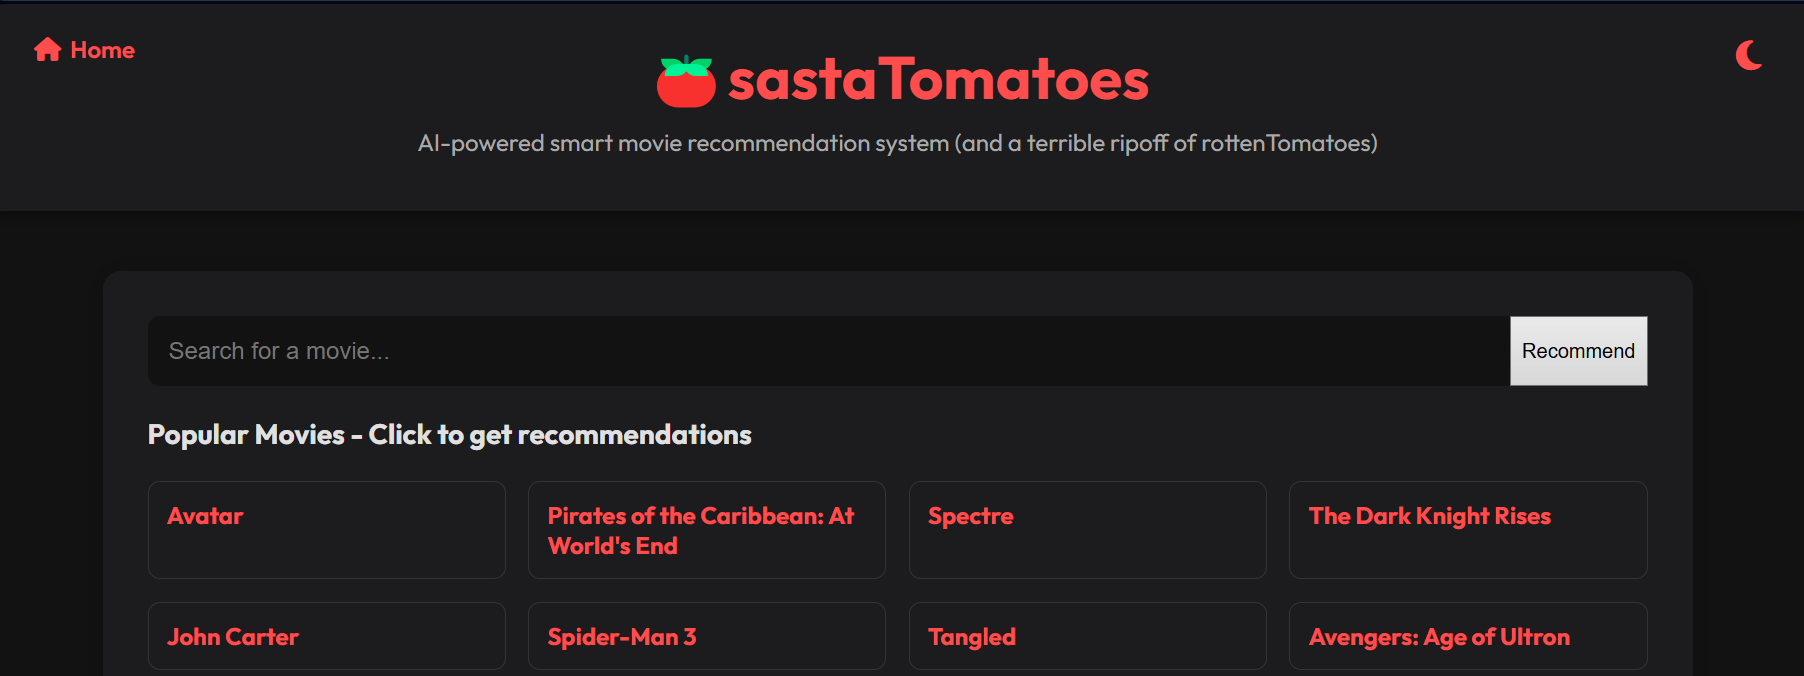 Home
sastaTomatoes
AI-powered smart movie recommendation system (and a terrible ripoff of rottenTomatoes)
Search for a movie...
Recommend
Popular Movies - Click to get recommendations
Avatar
Pirates of the Caribbean: At
World's End
Spectre
The Dark Knight Rises
John Carter
Spider-Man 3
Tangled
Avengers: Age of Ultron